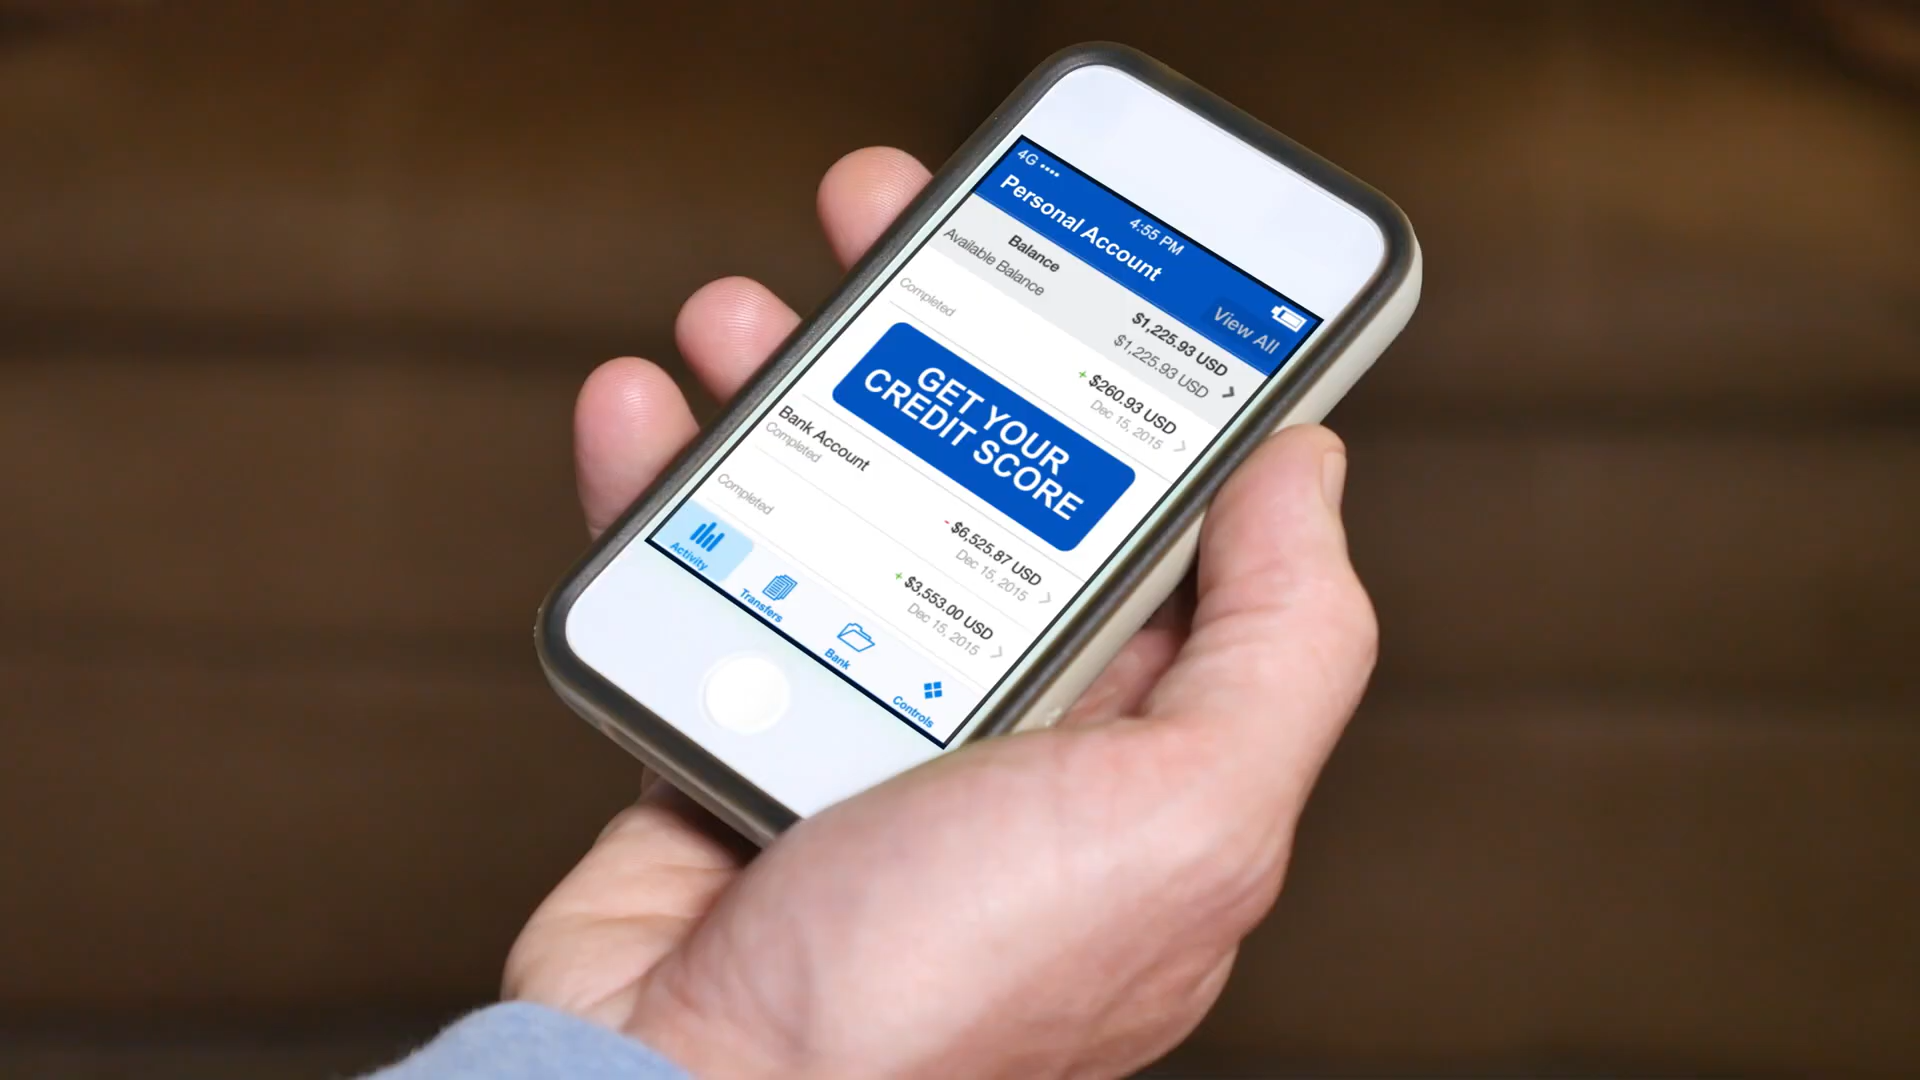 4G
4:55 PM
Personal Account
View All
Balance
$1,225.93 USD
Available Balance
$1,225.93 USD
+ $260.93 USD
Completed
Dec 15, 2015
GET YOUR
CREDIT SCORE
Bank Account
- $6,525.87 USD
Completed
Dec 15, 2015
+ $3,553.00 USD
Completed
Dec 15, 2015
Activity
Transfers
Bank
Controls